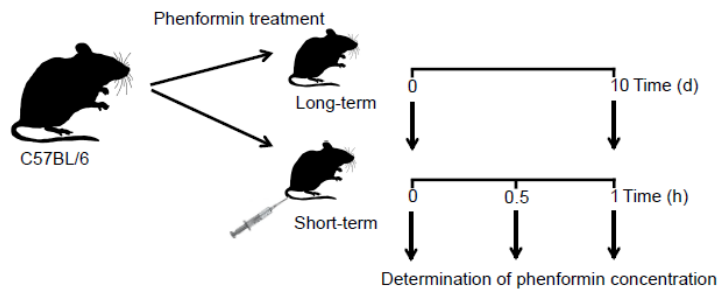 Phenformin treatment
C57BL/6
Long-term
0 10 Time (d)
Short-term
0 0.5 1 Time (h)
Determination of phenformin concentration